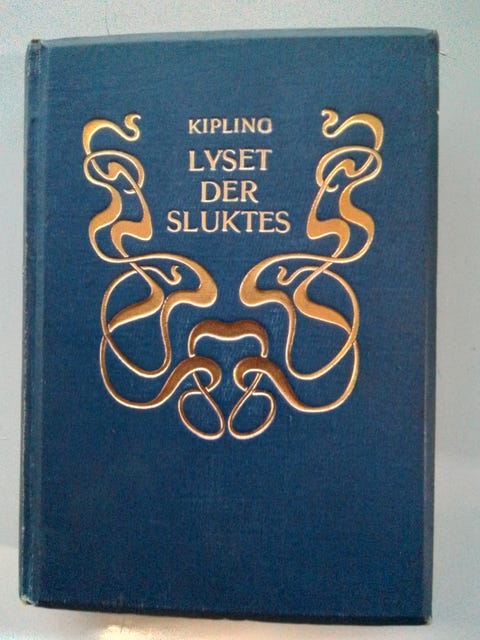 KIPLING
LYSET
DER
SLUKTES